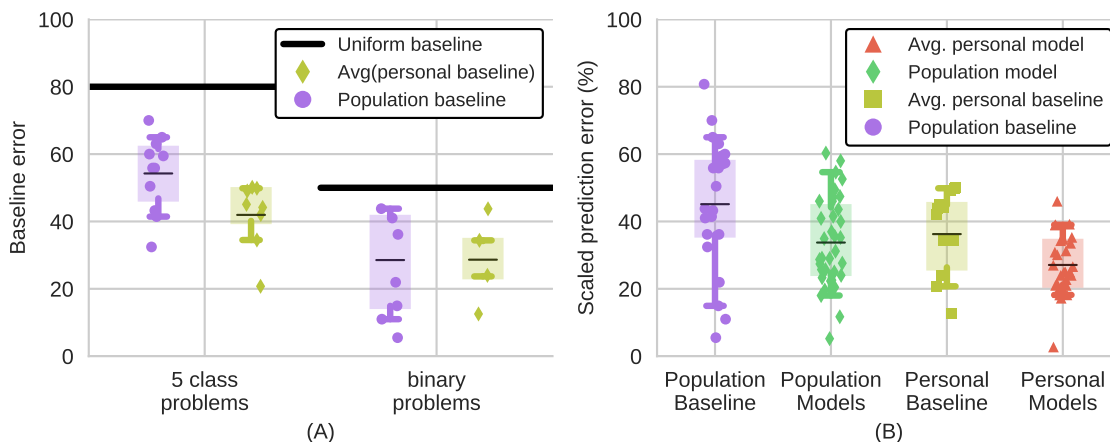 100
80
60
40
20
0
Baseline error
Uniform baseline
Avg(personal baseline)
Population baseline
5 class
problems
binary
problems
(A)
100
80
60
40
20
0
Scaled prediction error (%)
Avg. personal model
Population model
Avg. personal baseline
Population baseline
Population
Baseline
Population
Models
Personal
Baseline
Personal
Models
(B)